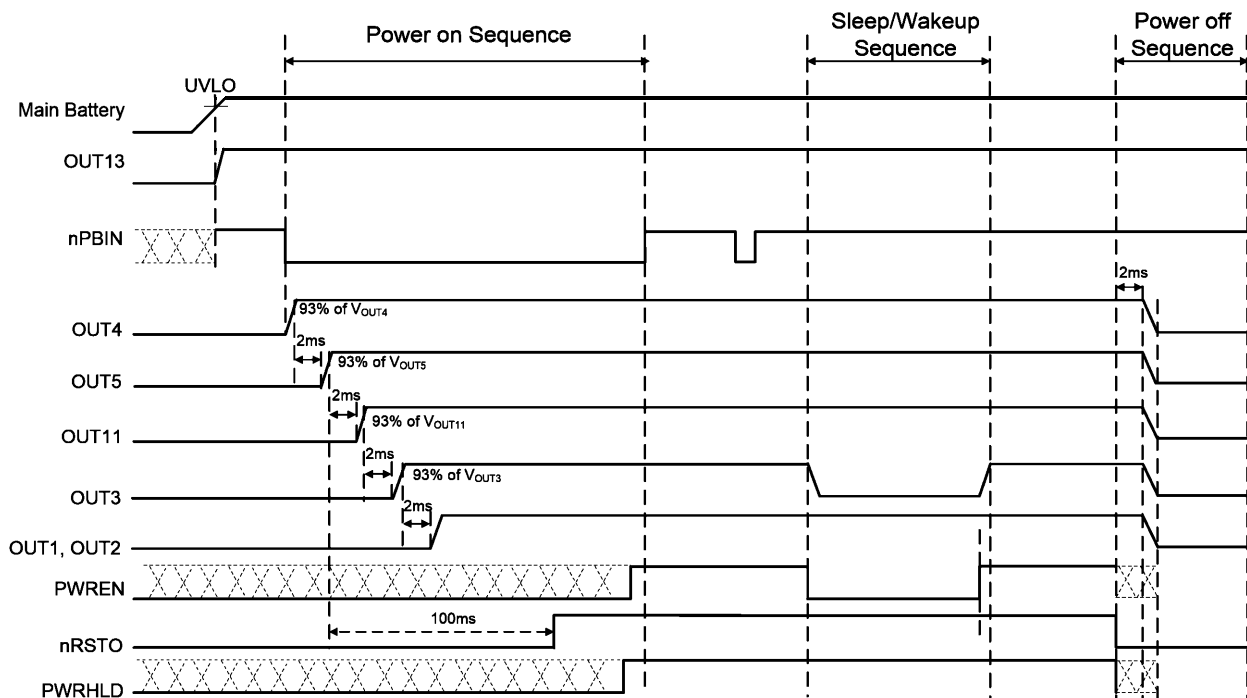 Power on Sequence
Sleep/Wakeup
Sequence
Power off
Sequence
UVLO
Main Battery
OUT13
nPBIN
2ms
93% of VOUT4
OUT4
2ms
93% of VOUT5
OUT5
2ms
93% of VOUT11
OUT11
2ms
93% of VOUT3
OUT3
2ms
OUT1, OUT2
PWREN
100ms
nRSTO
PWRHLD